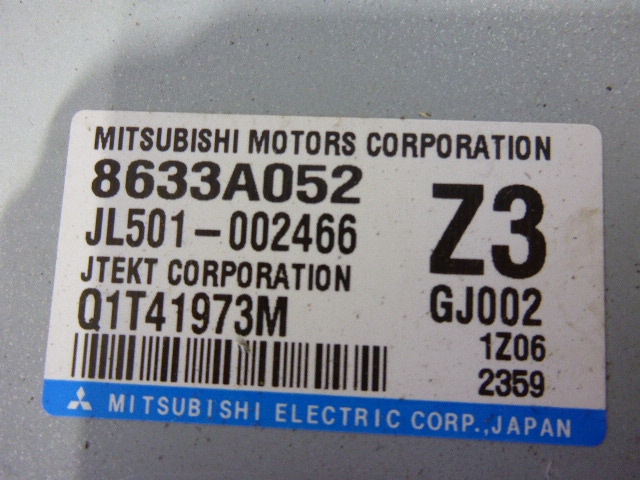 MITSUBISHI MOTORS CORPORATION
8633A052
JL501-002466
Z3
JTEKT CORPORATION
Q1T41973M
GJ002
1Z06
2359
MITSUBISHI ELECTRIC CORP.,JAPAN